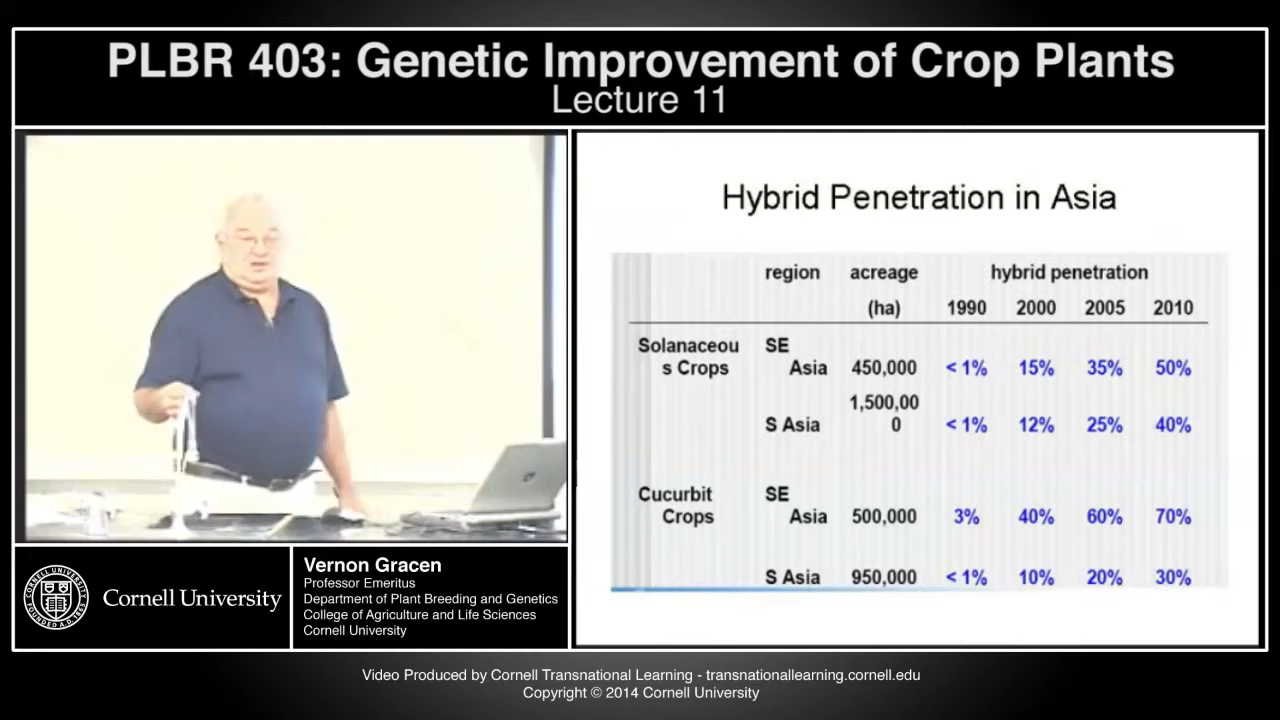 PLBR 403: Genetic Improvement of Crop Plants
Lecture 11
Hybrid Penetration in Asia
region acreage hybrid penetration
(ha) 1990 2000 2005 2010
Solanaceou SE
s Crops Asia 450,000 < 1% 15% 35% 50%
1,500,00
S Asia 0 < 1% 12% 25% 40%
Cucurbit SE
Crops Asia 500,000 3% 40% 60% 70%
S Asia 950,000 < 1% 10% 20% 30%
Cornell University
Vernon Gracen
Professor Emeritus
Department of Plant Breeding and Genetics
College of Agriculture and Life Sciences
Cornell University
Video Produced by Cornell Transnational Learning - transnationallearning.cornell.edu
Copyright © 2014 Cornell University